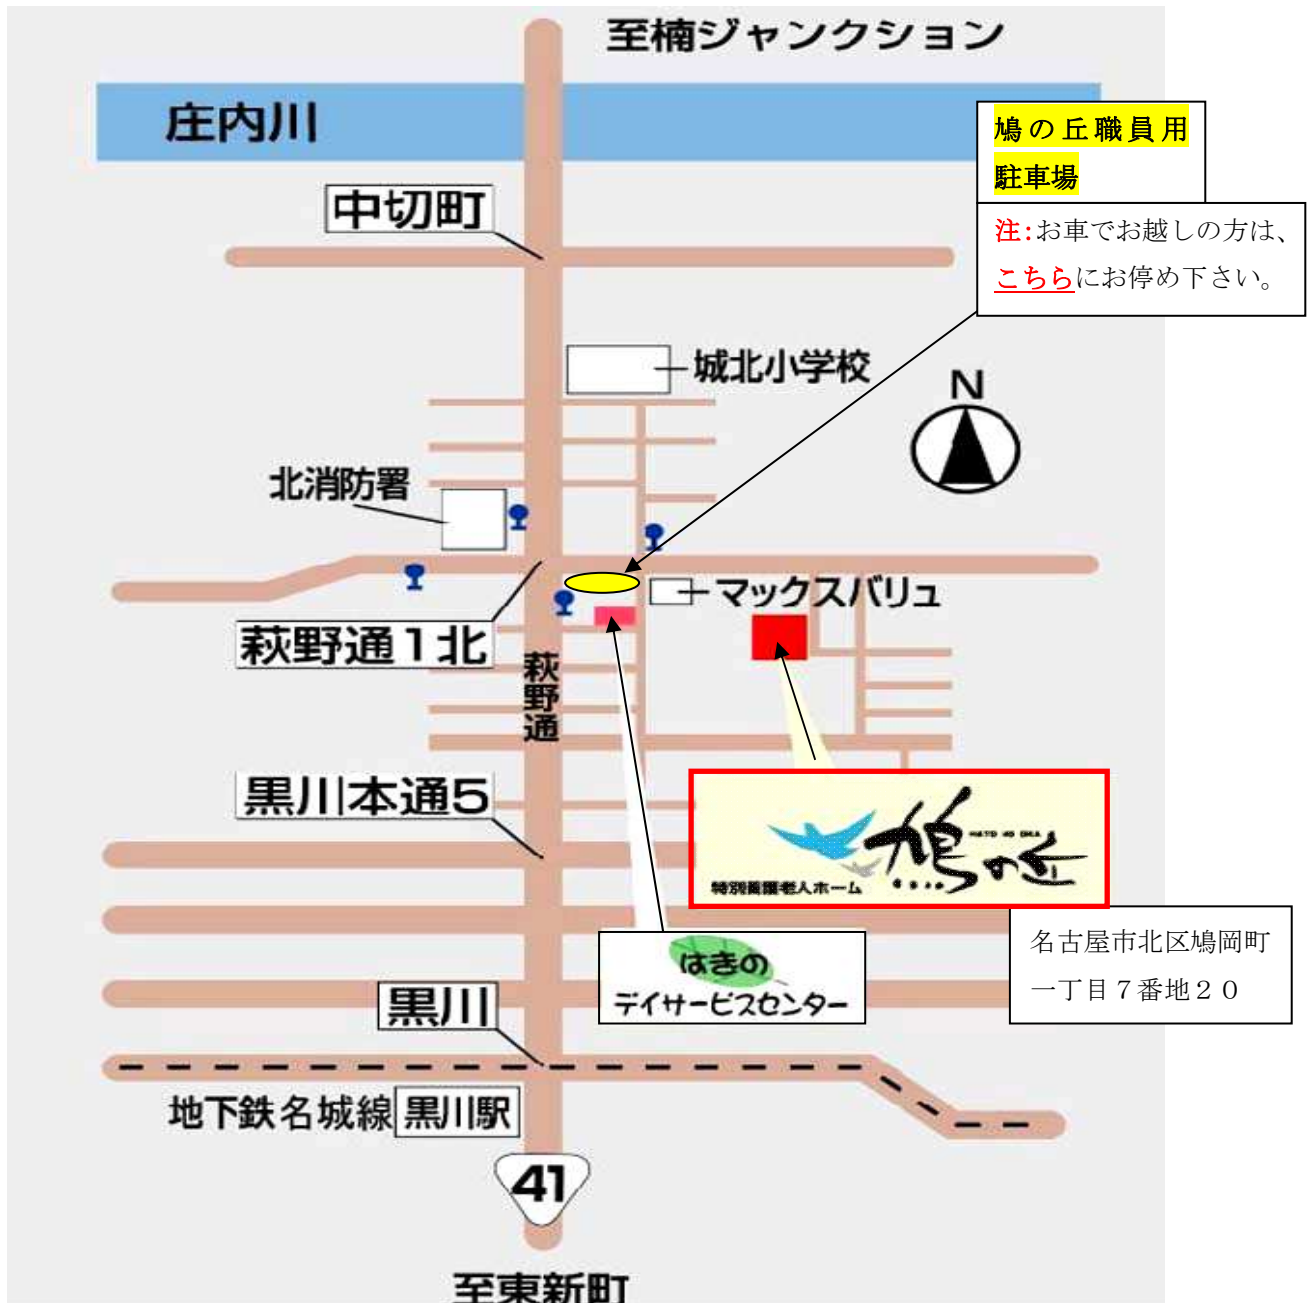 至楠ジャンクション
庄内川
鳩の丘職員用
駐車場
中切町
注:お車でお越しの方は、
こちらにお停め下さい。
城北小学校
N
北消防署
マックスバリュ
萩野通1北
萩野通
黒川本通5
HATO NO OKA
鳩の丘
特別養護老人ホーム
名古屋市北区鳩岡町
一丁目7番地20
はぎの
デイサービスセンター
黒川
地下鉄名城線 黒川駅
41
至東新町